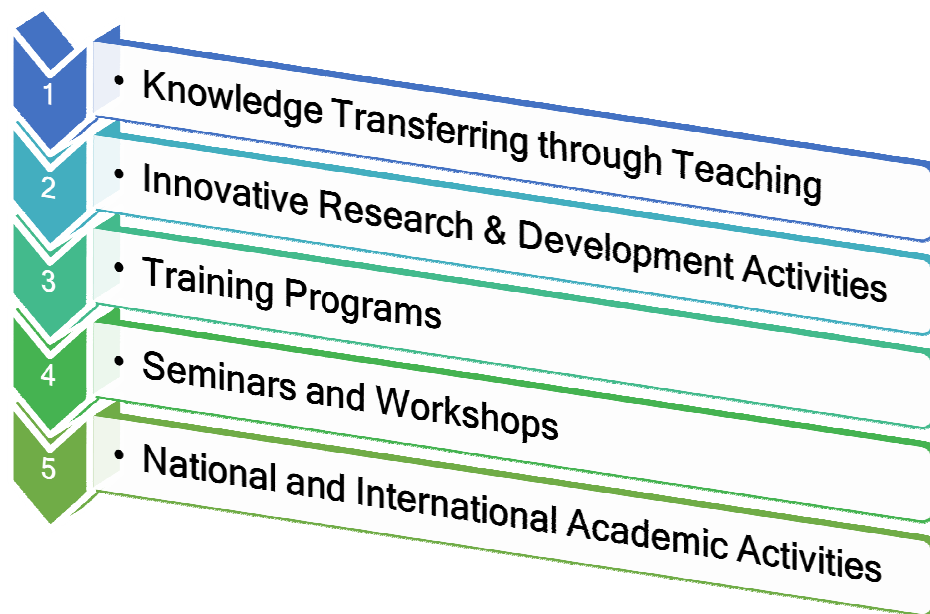 1
• Knowledge Transferring through Teaching
2
• Innovative Research & Development Activities
3
• Training Programs
4
• Seminars and Workshops
5
• National and International Academic Activities